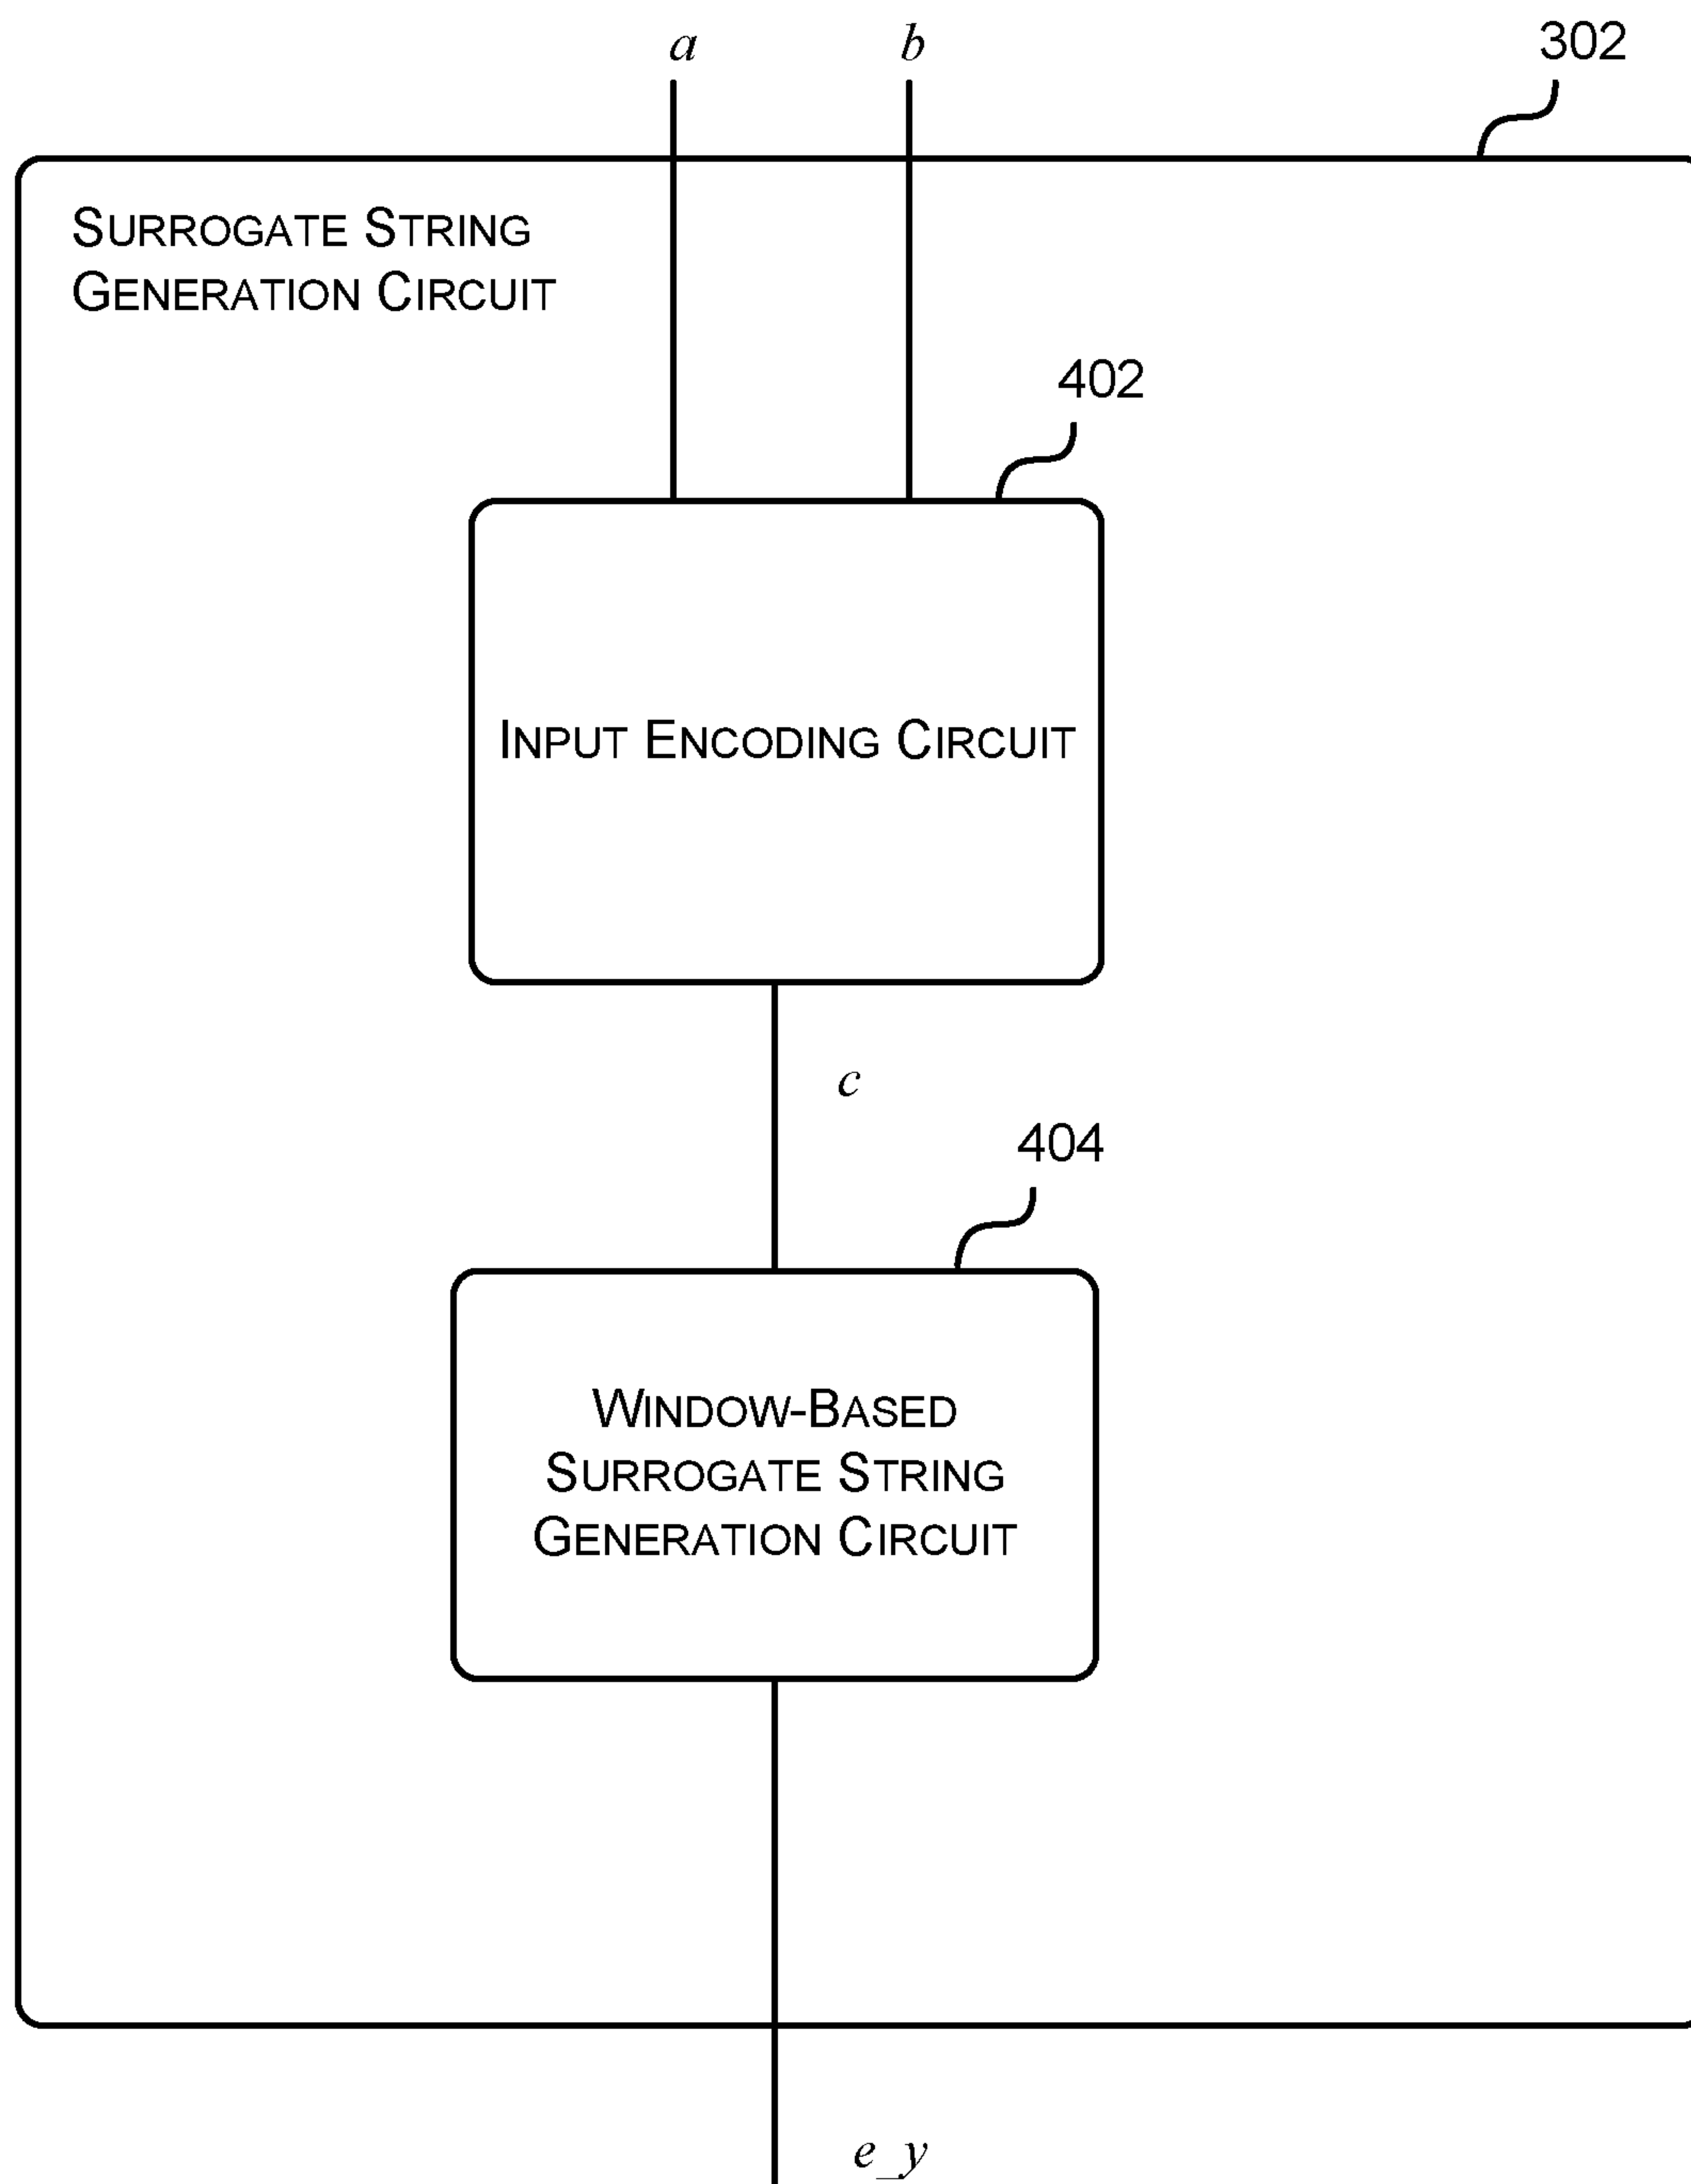 a
b
302
SURROGATE STRING
GENERATION CIRCUIT
402
INPUT ENCODING CIRCUIT
c
404
WINDOW-BASED
SURROGATE STRING
GENERATION CIRCUIT
e_y